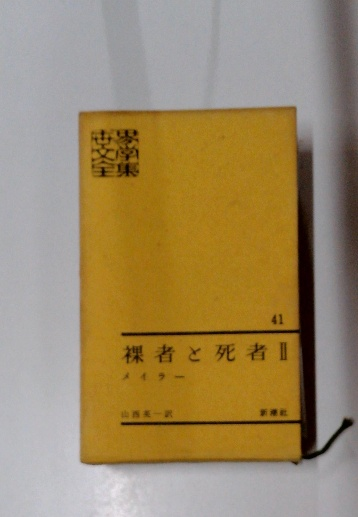 世界
文学
全集
41
裸者と死者 II
メイラー
山西英一訳 新潮社